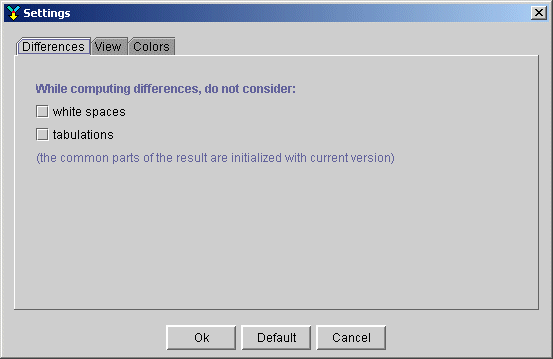 Settings
Differences View Colors
While computing differences, do not consider:
white spaces
tabulations
(the common parts of the result are initialized with current version)
Ok Default Cancel